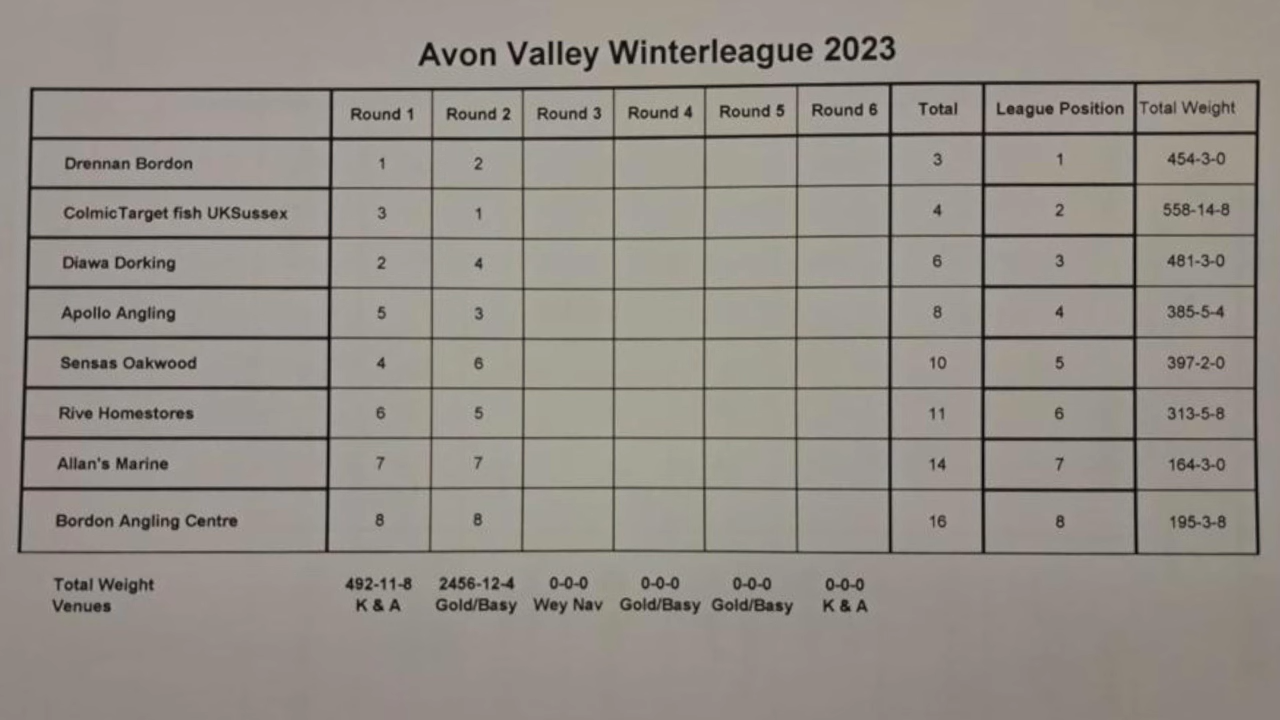 Avon Valley Winterleague 2023
Round 1 Round 2 Round 3 Round 4 Round 5 Round 6 Total League Position Total Weight
Drennan Bordon 1 2 3 1 454-3-0
ColmicTarget fish UKSussex 3 1 4 2 558-14-8
Diawa Dorking 2 4 6 3 481-3-0
Apollo Angling 5 3 8 4 385-5-4
Sensas Oakwood 4 6 10 5 397-2-0
Rive Homestores 6 5 11 6 313-5-8
Allan's Marine 7 7 14 7 164-3-0
Bordon Angling Centre 8 8 16 8 195-3-8
Total Weight 492-11-8 2456-12-4 0-0-0 0-0-0 0-0-0 0-0-0
Venues K & A Gold/Basy Wey Nav Gold/Basy Gold/Basy K & A